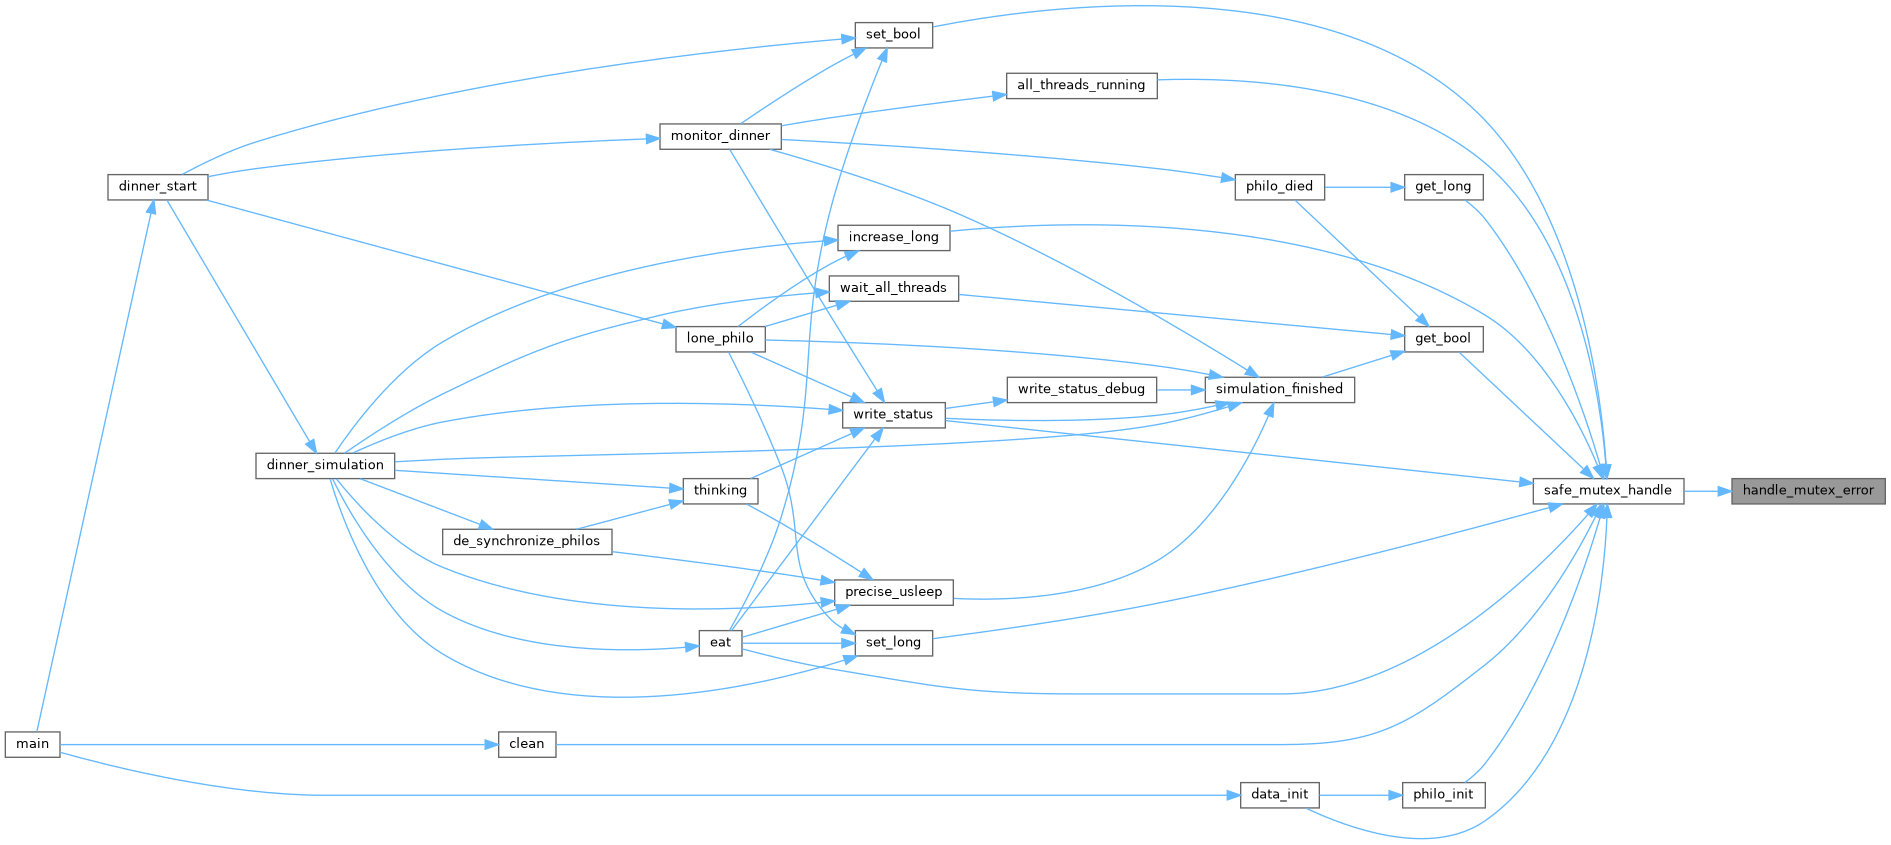 set_bool
all_threads_running
monitor_dinner
dinner_start
philo_died
get_long
increase_long
wait_all_threads
lone_philo
get_bool
write_status_debug
simulation_finished
write_status
dinner_simulation
thinking
safe_mutex_handle
handle_mutex_error
de_synchronize_philos
precise_usleep
eat
set_long
main
clean
data_init
philo_init